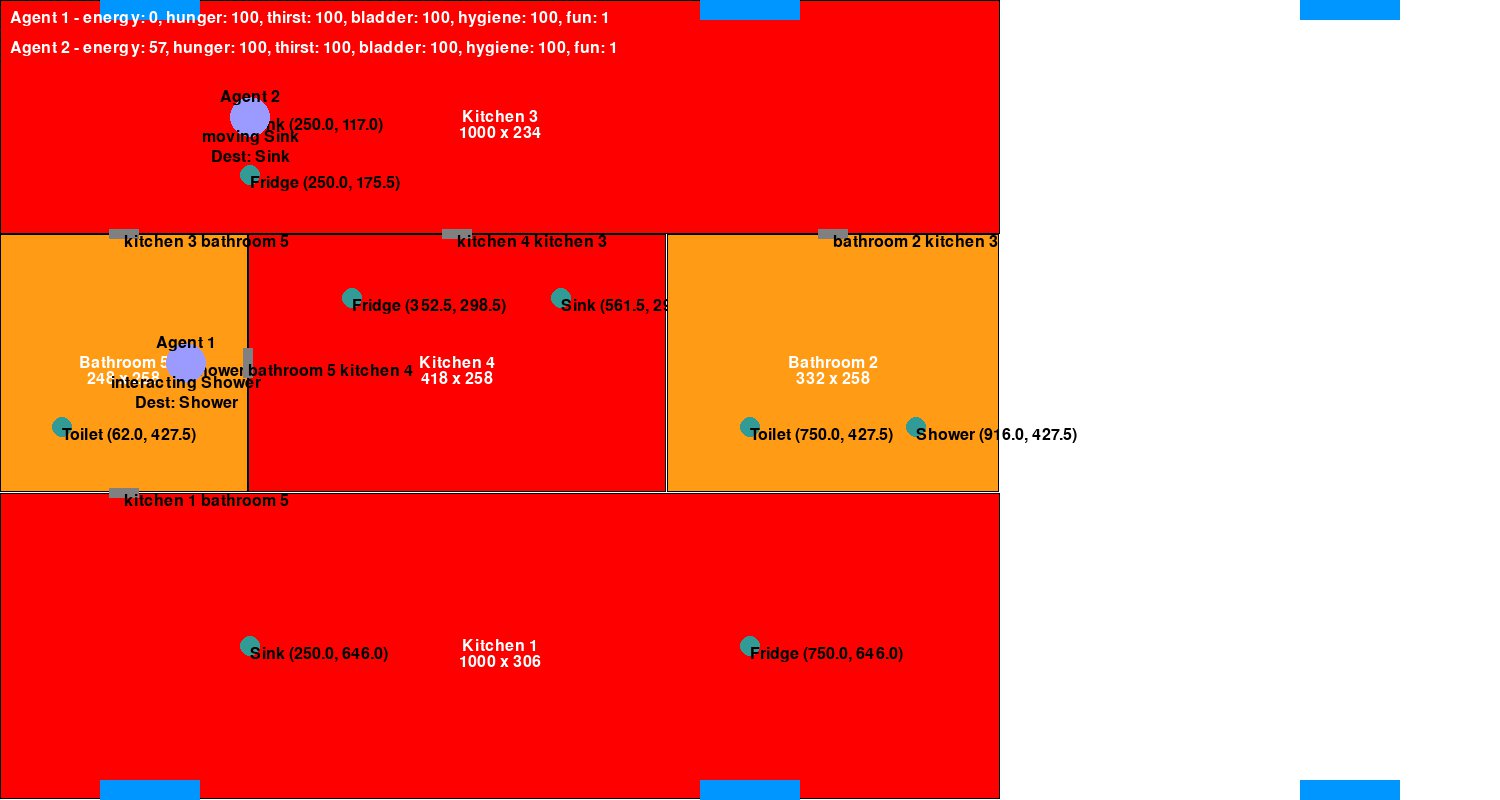 Agent 1 - energy: 0, hunger: 100, thirst: 100, bladder: 100, hygiene: 100, fun: 1
Agent 2 - energy: 57, hunger: 100, thirst: 100, bladder: 100, hygiene: 100, fun: 1
Agent 2
(250.0, 117.0)
moving Sink
Dest: Sink
Fridge (250.0, 175.5)
Kitchen 3
1000 x 234
kitchen 3 bathroom 5
kitchen 4 kitchen 3
bathroom 2 kitchen 3
Fridge (352.5, 298.5)
Sink (561.5,
Agent 1
Bathroom 5
248 x 258
interacting Shower
Dest: Shower
bathroom 5 kitchen 4
Kitchen 4
418 x 258
Bathroom 2
332 x 258
Toilet (62.0, 427.5)
Toilet (750.0, 427.5)
Shower (916.0, 427.5)
kitchen 1 bathroom 5
Sink (250.0, 646.0)
Kitchen 1
1000 x 306
Fridge (750.0, 646.0)